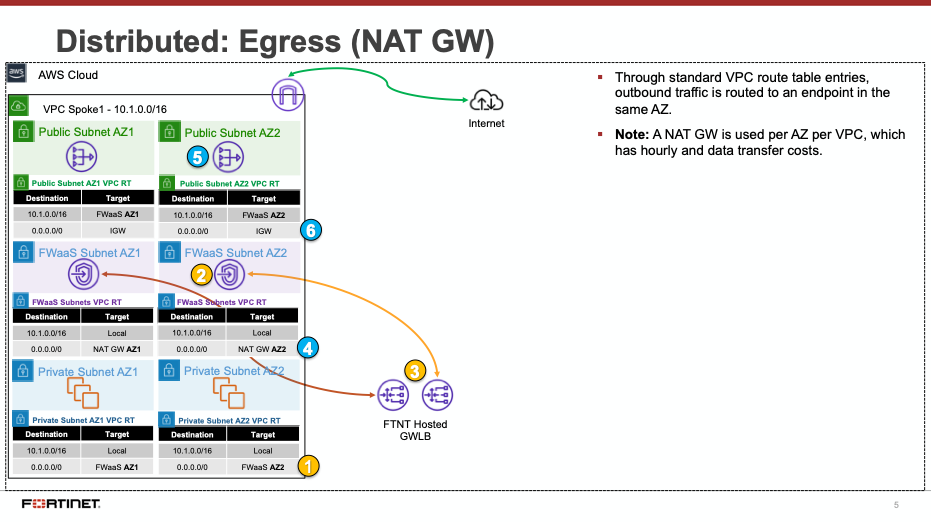 Distributed: Egress (NAT GW)
aws
AWS Cloud
VPC Spoke1 - 10.1.0.0/16
Public Subnet AZ1
Public Subnet AZ2
5
Public Subnet AZ1 VPC RT
Destination Target
10.1.0.0/16 FWaaS AZ1
0.0.0.0/0 IGW
Public Subnet AZ2 VPC RT
Destination Target
10.1.0.0/16 FWaaS AZ2
0.0.0.0/0 IGW
6
FWaaS Subnet AZ1
FWaaS Subnet AZ2
2
FWaaS Subnets VPC RT
Destination Target
10.1.0.0/16 Local
0.0.0.0/0 NAT GW AZ1
FWaaS Subnets VPC RT
Destination Target
10.1.0.0/16 Local
0.0.0.0/0 NAT GW AZ2
4
Private Subnet AZ1
Private Subnet AZ2
Private Subnet AZ1 VPC RT
Destination Target
10.1.0.0/16 Local
0.0.0.0/0 FWaaS AZ1
Private Subnet AZ2 VPC RT
Destination Target
10.1.0.0/16 Local
0.0.0.0/0 FWaaS AZ2
1
Internet
3
FTNT Hosted
GWLB
Through standard VPC route table entries,
outbound traffic is routed to an endpoint in the
same AZ.
Note: A NAT GW is used per AZ per VPC, which
has hourly and data transfer costs.
FORTINET
5